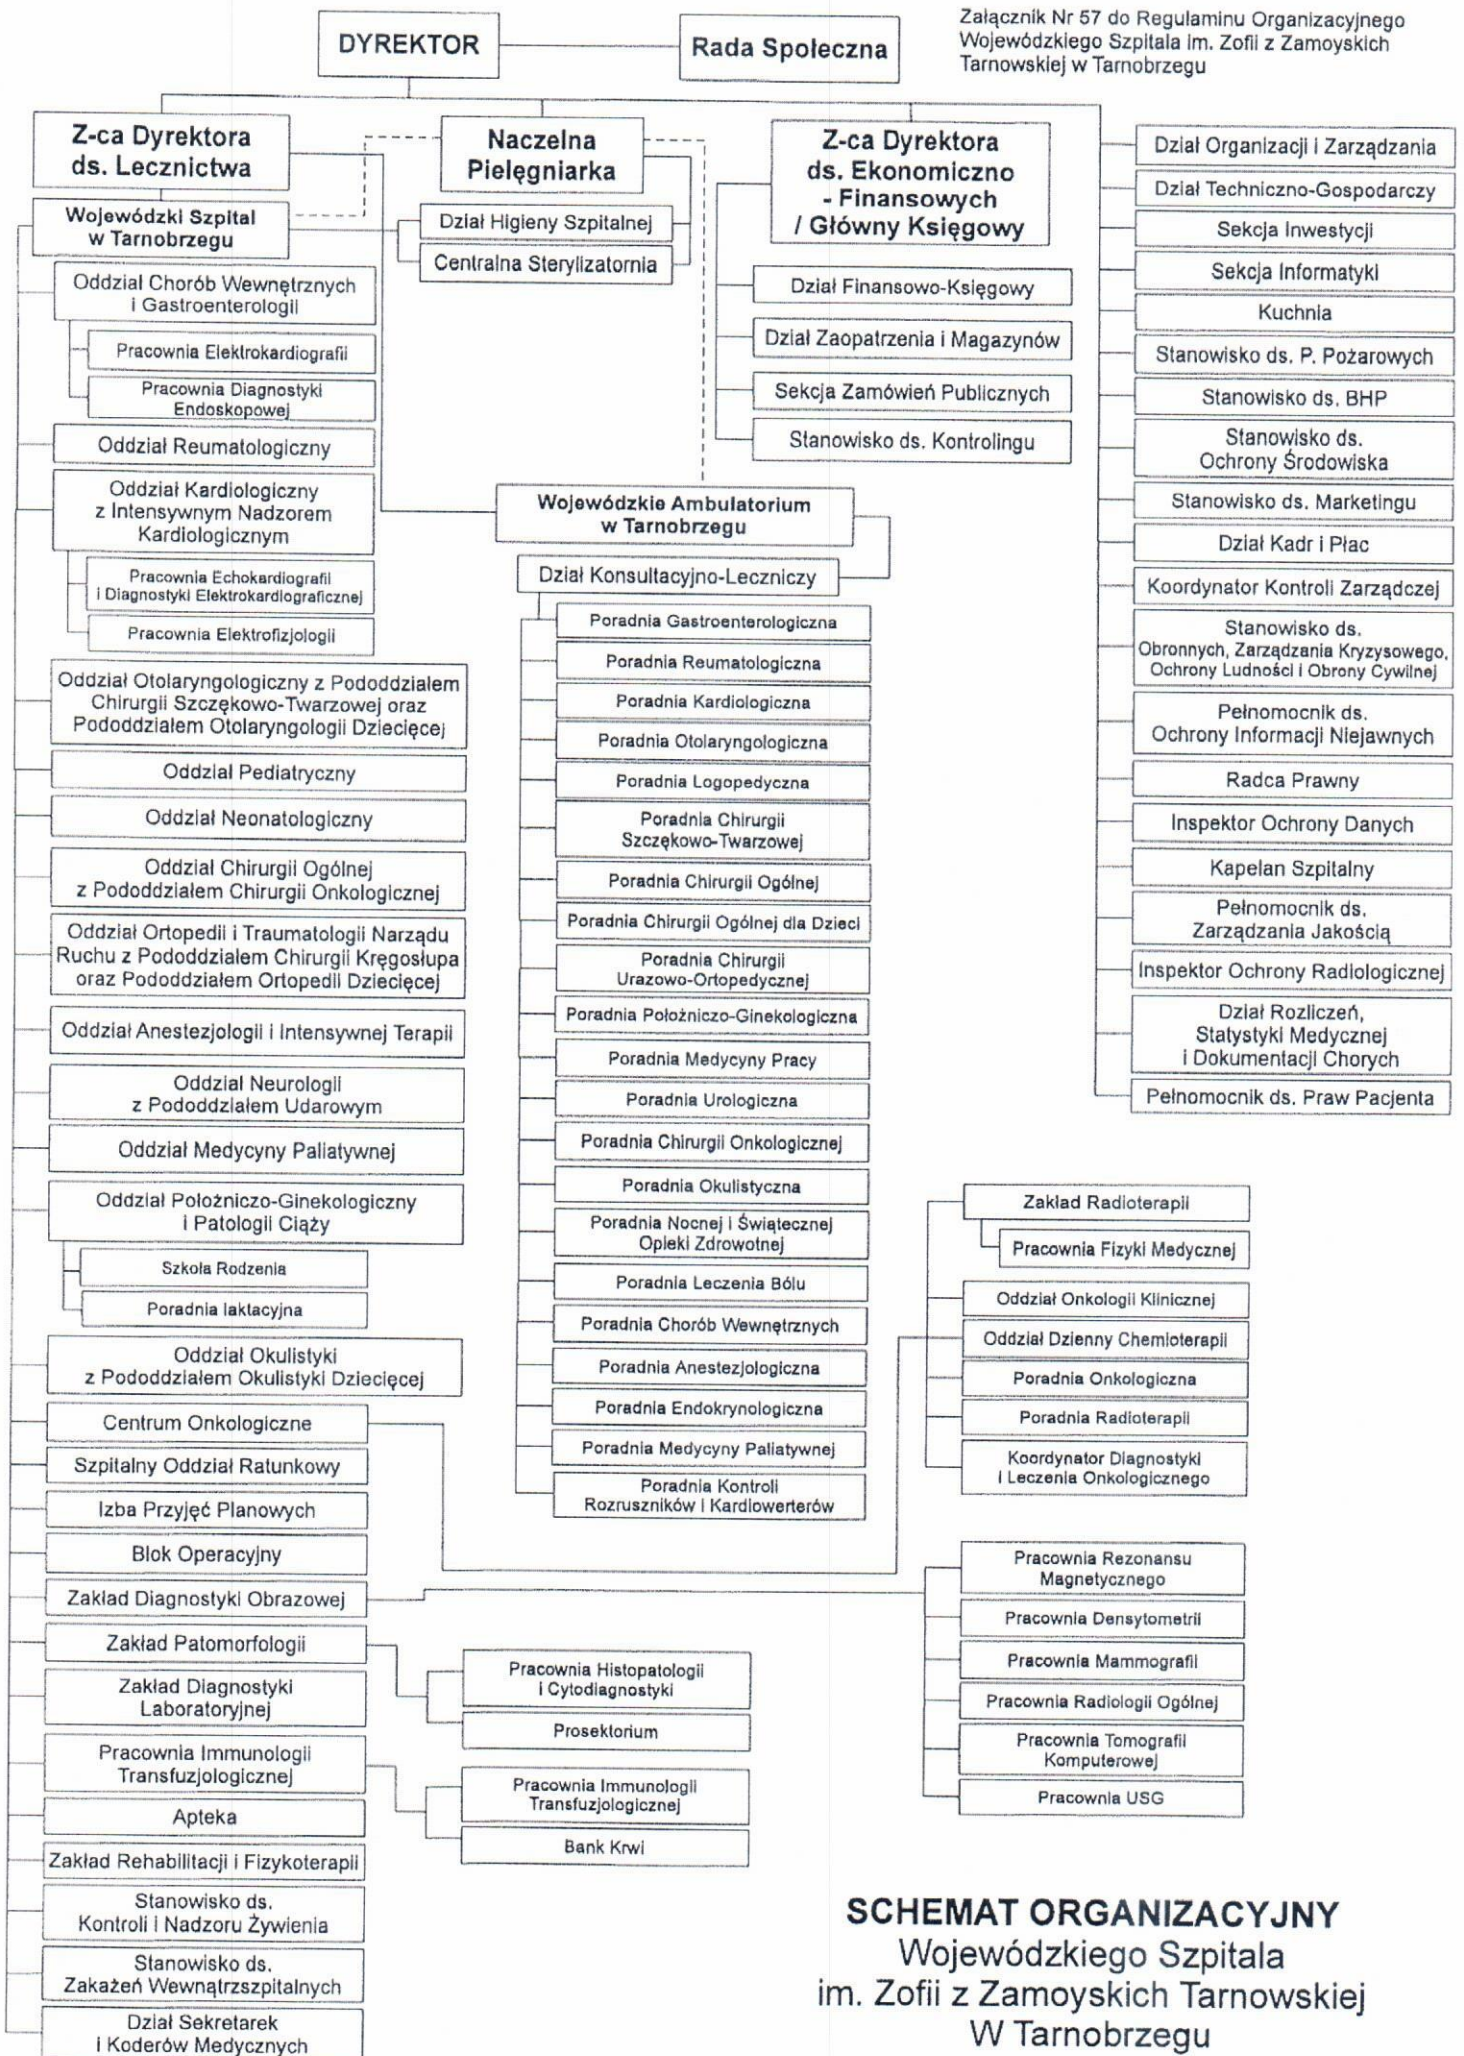 Załącznik Nr 57 do Regulaminu Organizacyjnego
Wojewódzkiego Szpitala im. Zofii z Zamoyskich
Tarnowskiej w Tarnobrzegu
DYREKTOR
Rada Społeczna
Z-ca Dyrektora
ds. Lecznictwa
Naczelna
Pielęgniarka
Z-ca Dyrektora
ds. Ekonomiczno
- Finansowych
/ Główny Księgowy
Wojewódzki Szpital
w Tarnobrzegu
Dział Higieny Szpitalnej
Centralna Sterylizatornia
Oddział Chorób Wewnętrznych
i Gastroenterologii
Pracownia Elektrokardiografii
Pracownia Diagnostyki
Endoskopowej
Oddział Reumatologiczny
Oddział Kardiologiczny
z Intensywnym Nadzorem
Kardiologicznym
Pracownia Echokardiografii
i Diagnostyki Elektrokardiograficznej
Pracownia Elektrofizjologii
Oddział Otolaryngologiczny z Pododdziałem
Chirurgii Szczękowo-Twarzowej oraz
Pododdziałem Otolaryngologii Dziecięcej
Oddział Pediatryczny
Oddział Neonatologiczny
Oddział Chirurgii Ogólnej
z Pododdziałem Chirurgii Onkologicznej
Oddział Ortopedii i Traumatologii Narządu
Ruchu z Pododdziałem Chirurgii Kręgosłupa
oraz Pododdziałem Ortopedii Dziecięcej
Oddział Anestezjologii i Intensywnej Terapii
Oddział Neurologii
z Pododdziałem Udarowym
Oddział Medycyny Paliatywnej
Oddział Położniczo-Ginekologiczny
i Patologii Ciąży
Szkoła Rodzenia
Poradnia laktacyjna
Oddział Okulistyki
z Pododdziałem Okulistyki Dziecięcej
Centrum Onkologiczne
Szpitalny Oddział Ratunkowy
Izba Przyjęć Planowych
Blok Operacyjny
Zakład Diagnostyki Obrazowej
Zakład Patomorfologii
Zakład Diagnostyki
Laboratoryjnej
Pracownia Immunologii
Transfuzjologicznej
Apteka
Zakład Rehabilitacji i Fizykoterapii
Stanowisko ds.
Kontroli i Nadzoru Żywienia
Stanowisko ds.
Zakażeń Wewnątrzszpitalnych
Dział Sekretarek
i Koderów Medycznych
Pracownia Histopatologii
i Cytodiagnostyki
Prosektorium
Pracownia Immunologii
Transfuzjologicznej
Bank Krwi
Wojewódzkie Ambulatorium
w Tarnobrzegu
Dział Konsultacyjno-Leczniczy
Poradnia Gastroenterologiczna
Poradnia Reumatologiczna
Poradnia Kardiologiczna
Poradnia Otolaryngologiczna
Poradnia Logopedyczna
Poradnia Chirurgii
Szczękowo-Twarzowej
Poradnia Chirurgii Ogólnej
Poradnia Chirurgii Ogólnej dla Dzieci
Poradnia Chirurgii
Urazowo-Ortopedycznej
Poradnia Położniczo-Ginekologiczna
Poradnia Medycyny Pracy
Poradnia Urologiczna
Poradnia Chirurgii Onkologicznej
Poradnia Okulistyczna
Poradnia Nocnej i Świątecznej
Opieki Zdrowotnej
Poradnia Leczenia Bólu
Poradnia Chorób Wewnętrznych
Poradnia Anestezjologiczna
Poradnia Endokrynologiczna
Poradnia Medycyny Paliatywnej
Poradnia Kontroli
Rozruszników i Kardiowerterów
Dział Finansowo-Księgowy
Dział Zaopatrzenia i Magazynów
Sekcja Zamówień Publicznych
Stanowisko ds. Kontrolingu
Dział Organizacji i Zarządzania
Dział Techniczno-Gospodarczy
Sekcja Inwestycji
Sekcja Informatyki
Kuchnia
Stanowisko ds. P. Pożarowych
Stanowisko ds. BHP
Stanowisko ds.
Ochrony Środowiska
Stanowisko ds. Marketingu
Dział Kadr i Płac
Koordynator Kontroli Zarządczej
Stanowisko ds.
Obronnych, Zarządzania Kryzysowego,
Ochrony Ludności i Obrony Cywilnej
Pełnomocnik ds.
Ochrony Informacji Niejawnych
Radca Prawny
Inspektor Ochrony Danych
Kapelan Szpitalny
Pełnomocnik ds.
Zarządzania Jakością
Inspektor Ochrony Radiologicznej
Dział Rozliczeń,
Statystyki Medycznej
i Dokumentacji Chorych
Pełnomocnik ds. Praw Pacjenta
Zakład Radioterapii
Pracownia Fizyki Medycznej
Oddział Onkologii Klinicznej
Oddział Dzienny Chemioterapii
Poradnia Onkologiczna
Poradnia Radioterapii
Koordynator Diagnostyki
i Leczenia Onkologicznego
Pracownia Rezonansu
Magnetycznego
Pracownia Densytometrii
Pracownia Mammografii
Pracownia Radiologii Ogólnej
Pracownia Tomografii
Komputerowej
Pracownia USG
SCHEMAT ORGANIZACYJNY
Wojewódzkiego Szpitala
im. Zofii z Zamoyskich Tarnowskiej
W Tarnobrzegu